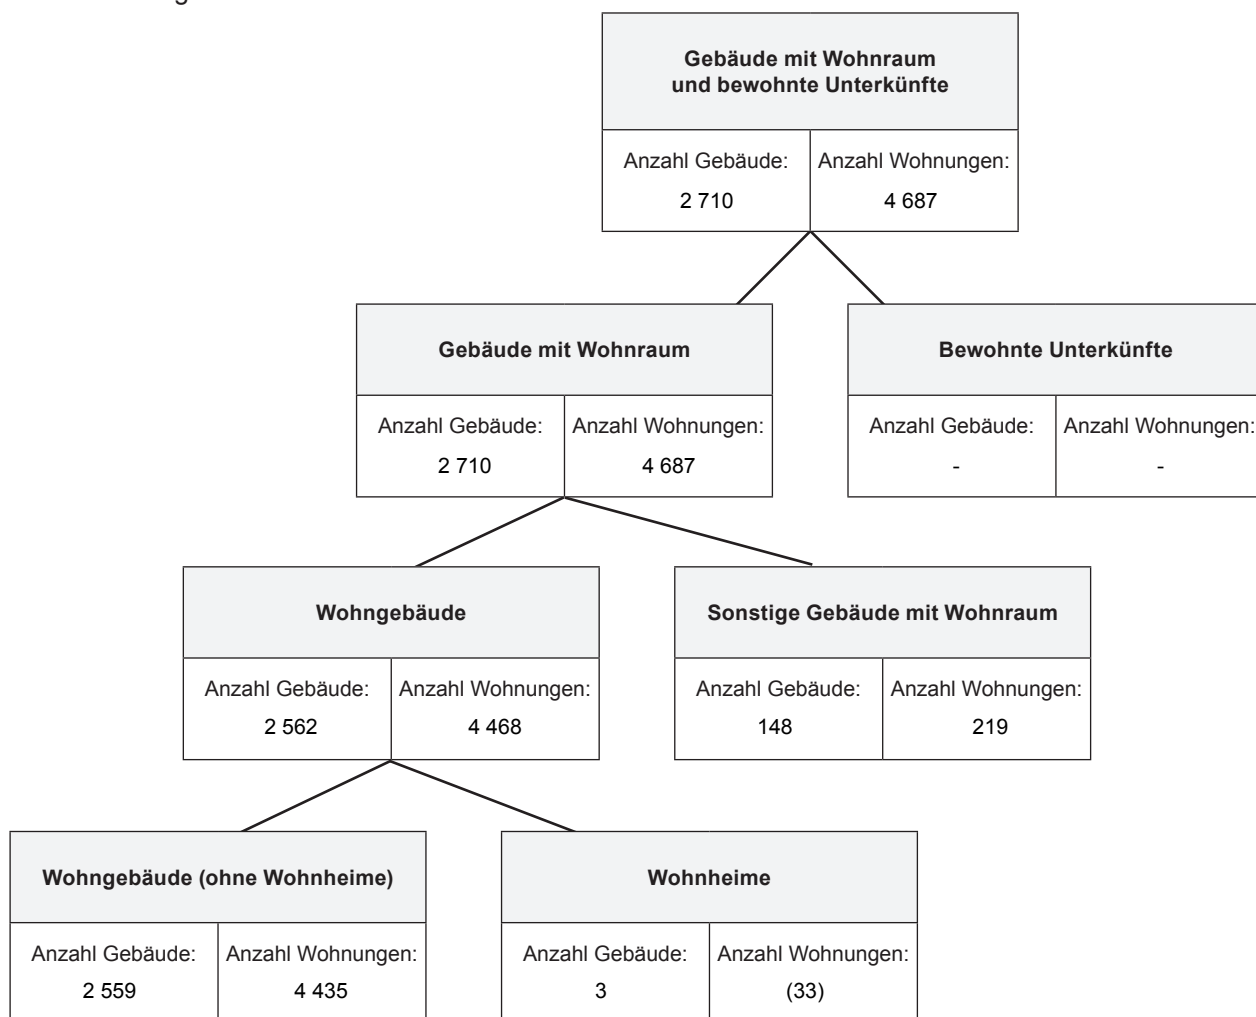 Gebäude mit Wohnraum
und bewohnte Unterkünfte
Anzahl Gebäude: Anzahl Wohnungen:
2 710 4 687
Gebäude mit Wohnraum
Anzahl Gebäude: Anzahl Wohnungen:
2 710 4 687
Bewohnte Unterkünfte
Anzahl Gebäude: Anzahl Wohnungen:
- -
Wohngebäude
Anzahl Gebäude: Anzahl Wohnungen:
2 562 4 468
Sonstige Gebäude mit Wohnraum
Anzahl Gebäude: Anzahl Wohnungen:
148 219
Wohngebäude (ohne Wohnheime)
Anzahl Gebäude: Anzahl Wohnungen:
2 559 4 435
Wohnheime
Anzahl Gebäude: Anzahl Wohnungen:
3 (33)